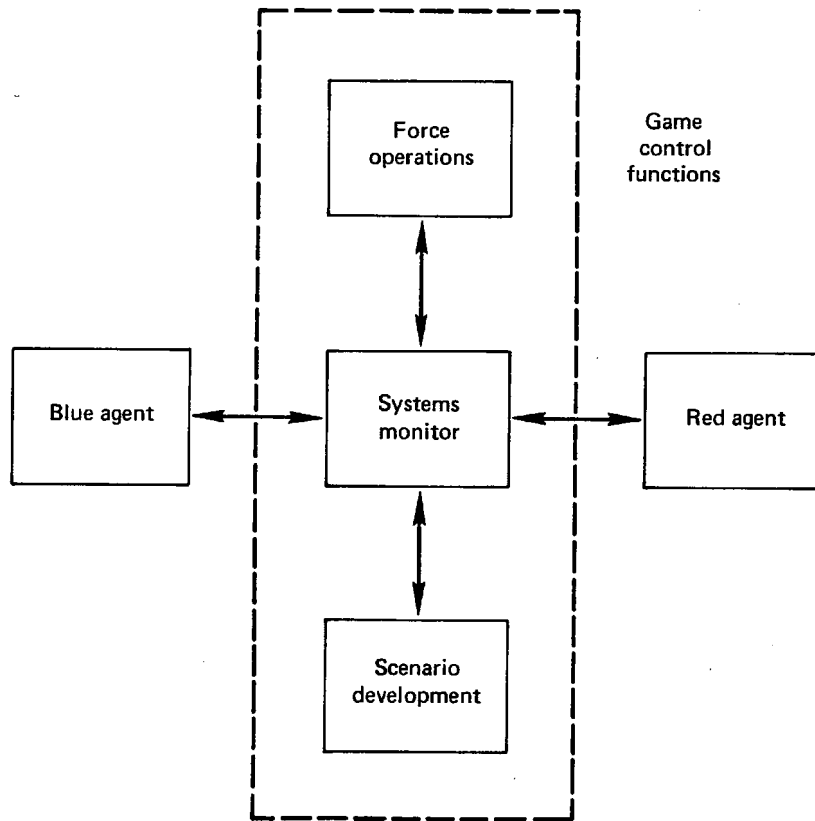 Force
operations
Game
control
functions
Blue agent
Systems
monitor
Red agent
Scenario
development